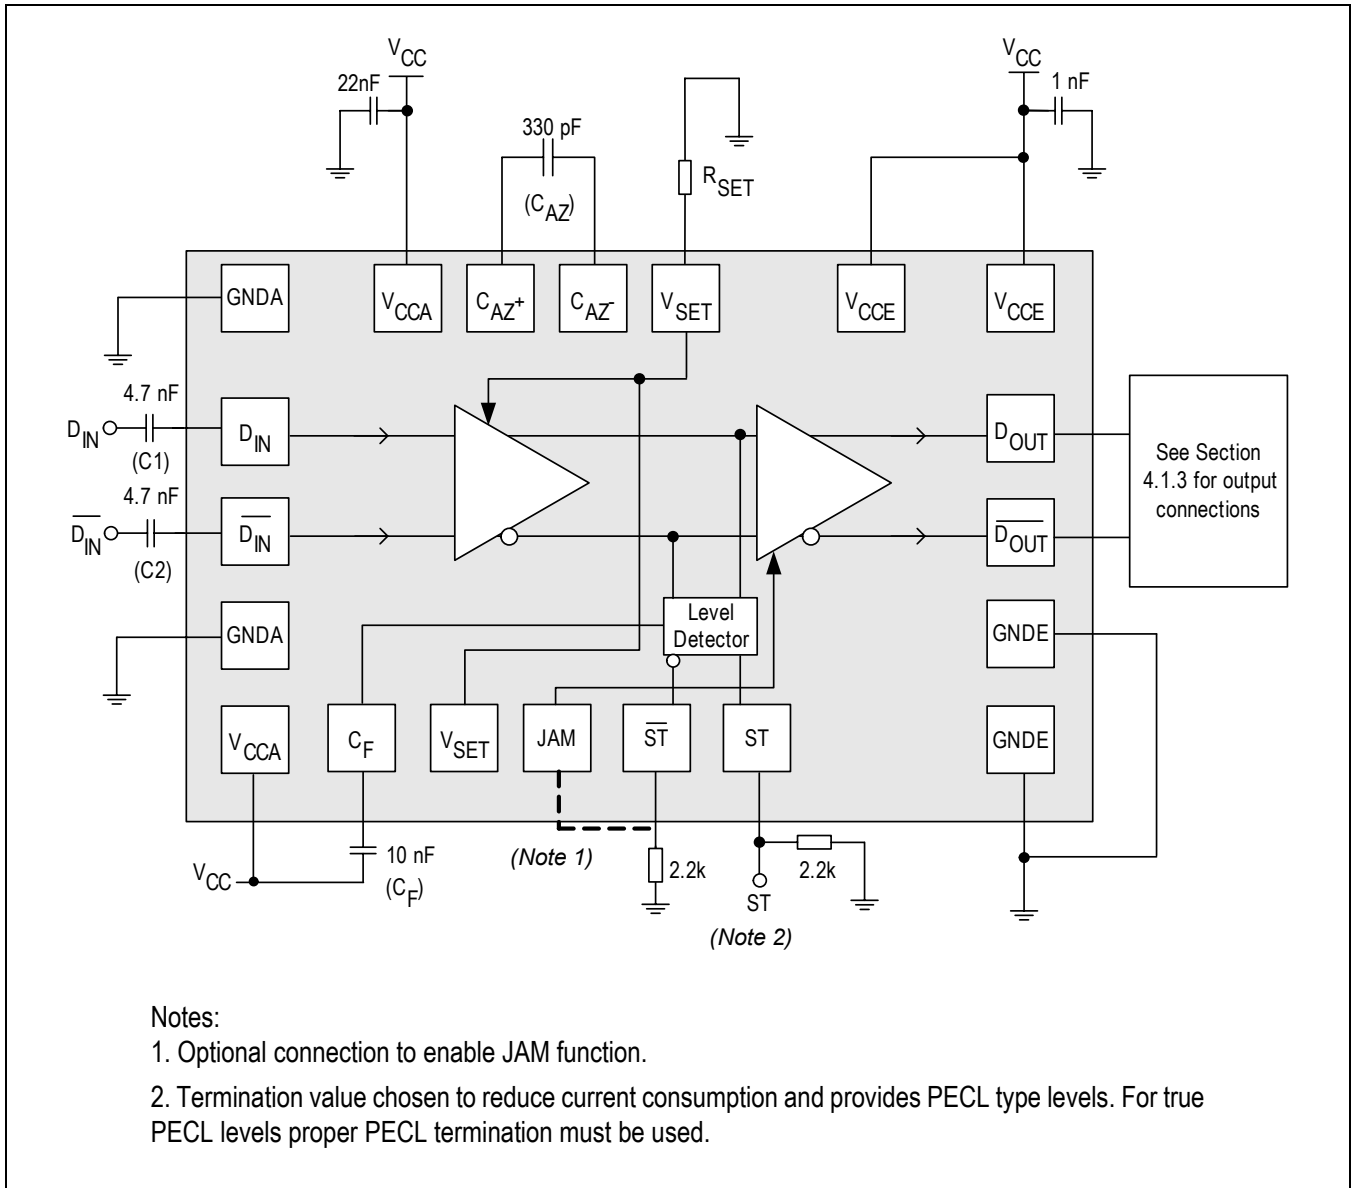 VCC
VCC
22nF
1 nF
330 pF
(CAZ)
RSET
GNDA
VCCA
CAZ+
CAZ-
VSET
VCCE
VCCE
4.7 nF
DIN
(C1)
DIN
DOUT
See Section
4.1.3 for output
connections
4.7 nF
D̅I̅N̅
(C2)
D̅I̅N̅
D̅O̅U̅T̅
Level
Detector
GNDA
GNDE
VCCA
CF
VSET
JAM
S̅T̅
ST
GNDE
VCC
10 nF
(CF)
(Note 1)
2.2k
2.2k
ST
(Note 2)
Notes:
1. Optional connection to enable JAM function.
2. Termination value chosen to reduce current consumption and provides PECL type levels. For true
PECL levels proper PECL termination must be used.